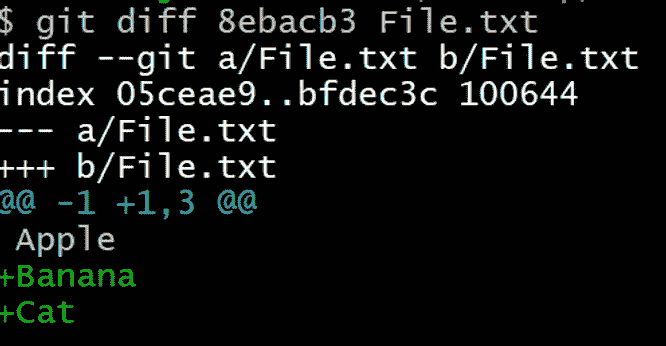 $ git diff 8ebacb3 File.txt
diff --git a/File.txt b/File.txt
index 05ceae9..bfdec3c 100644
--- a/File.txt
+++ b/File.txt
@@ -1 +1,3 @@
 Apple
+Banana
+Cat